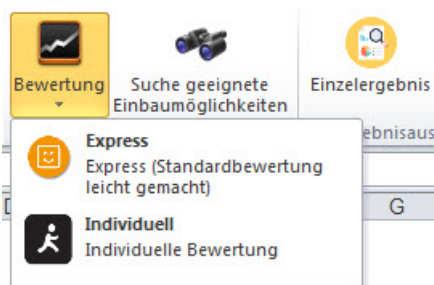 Bewertung
Suche geeignete
Einbaumöglichkeiten
Einzelergebnis
Express
Express (Standardbewertung
leicht gemacht)
Individuell
Individuelle Bewertung
G